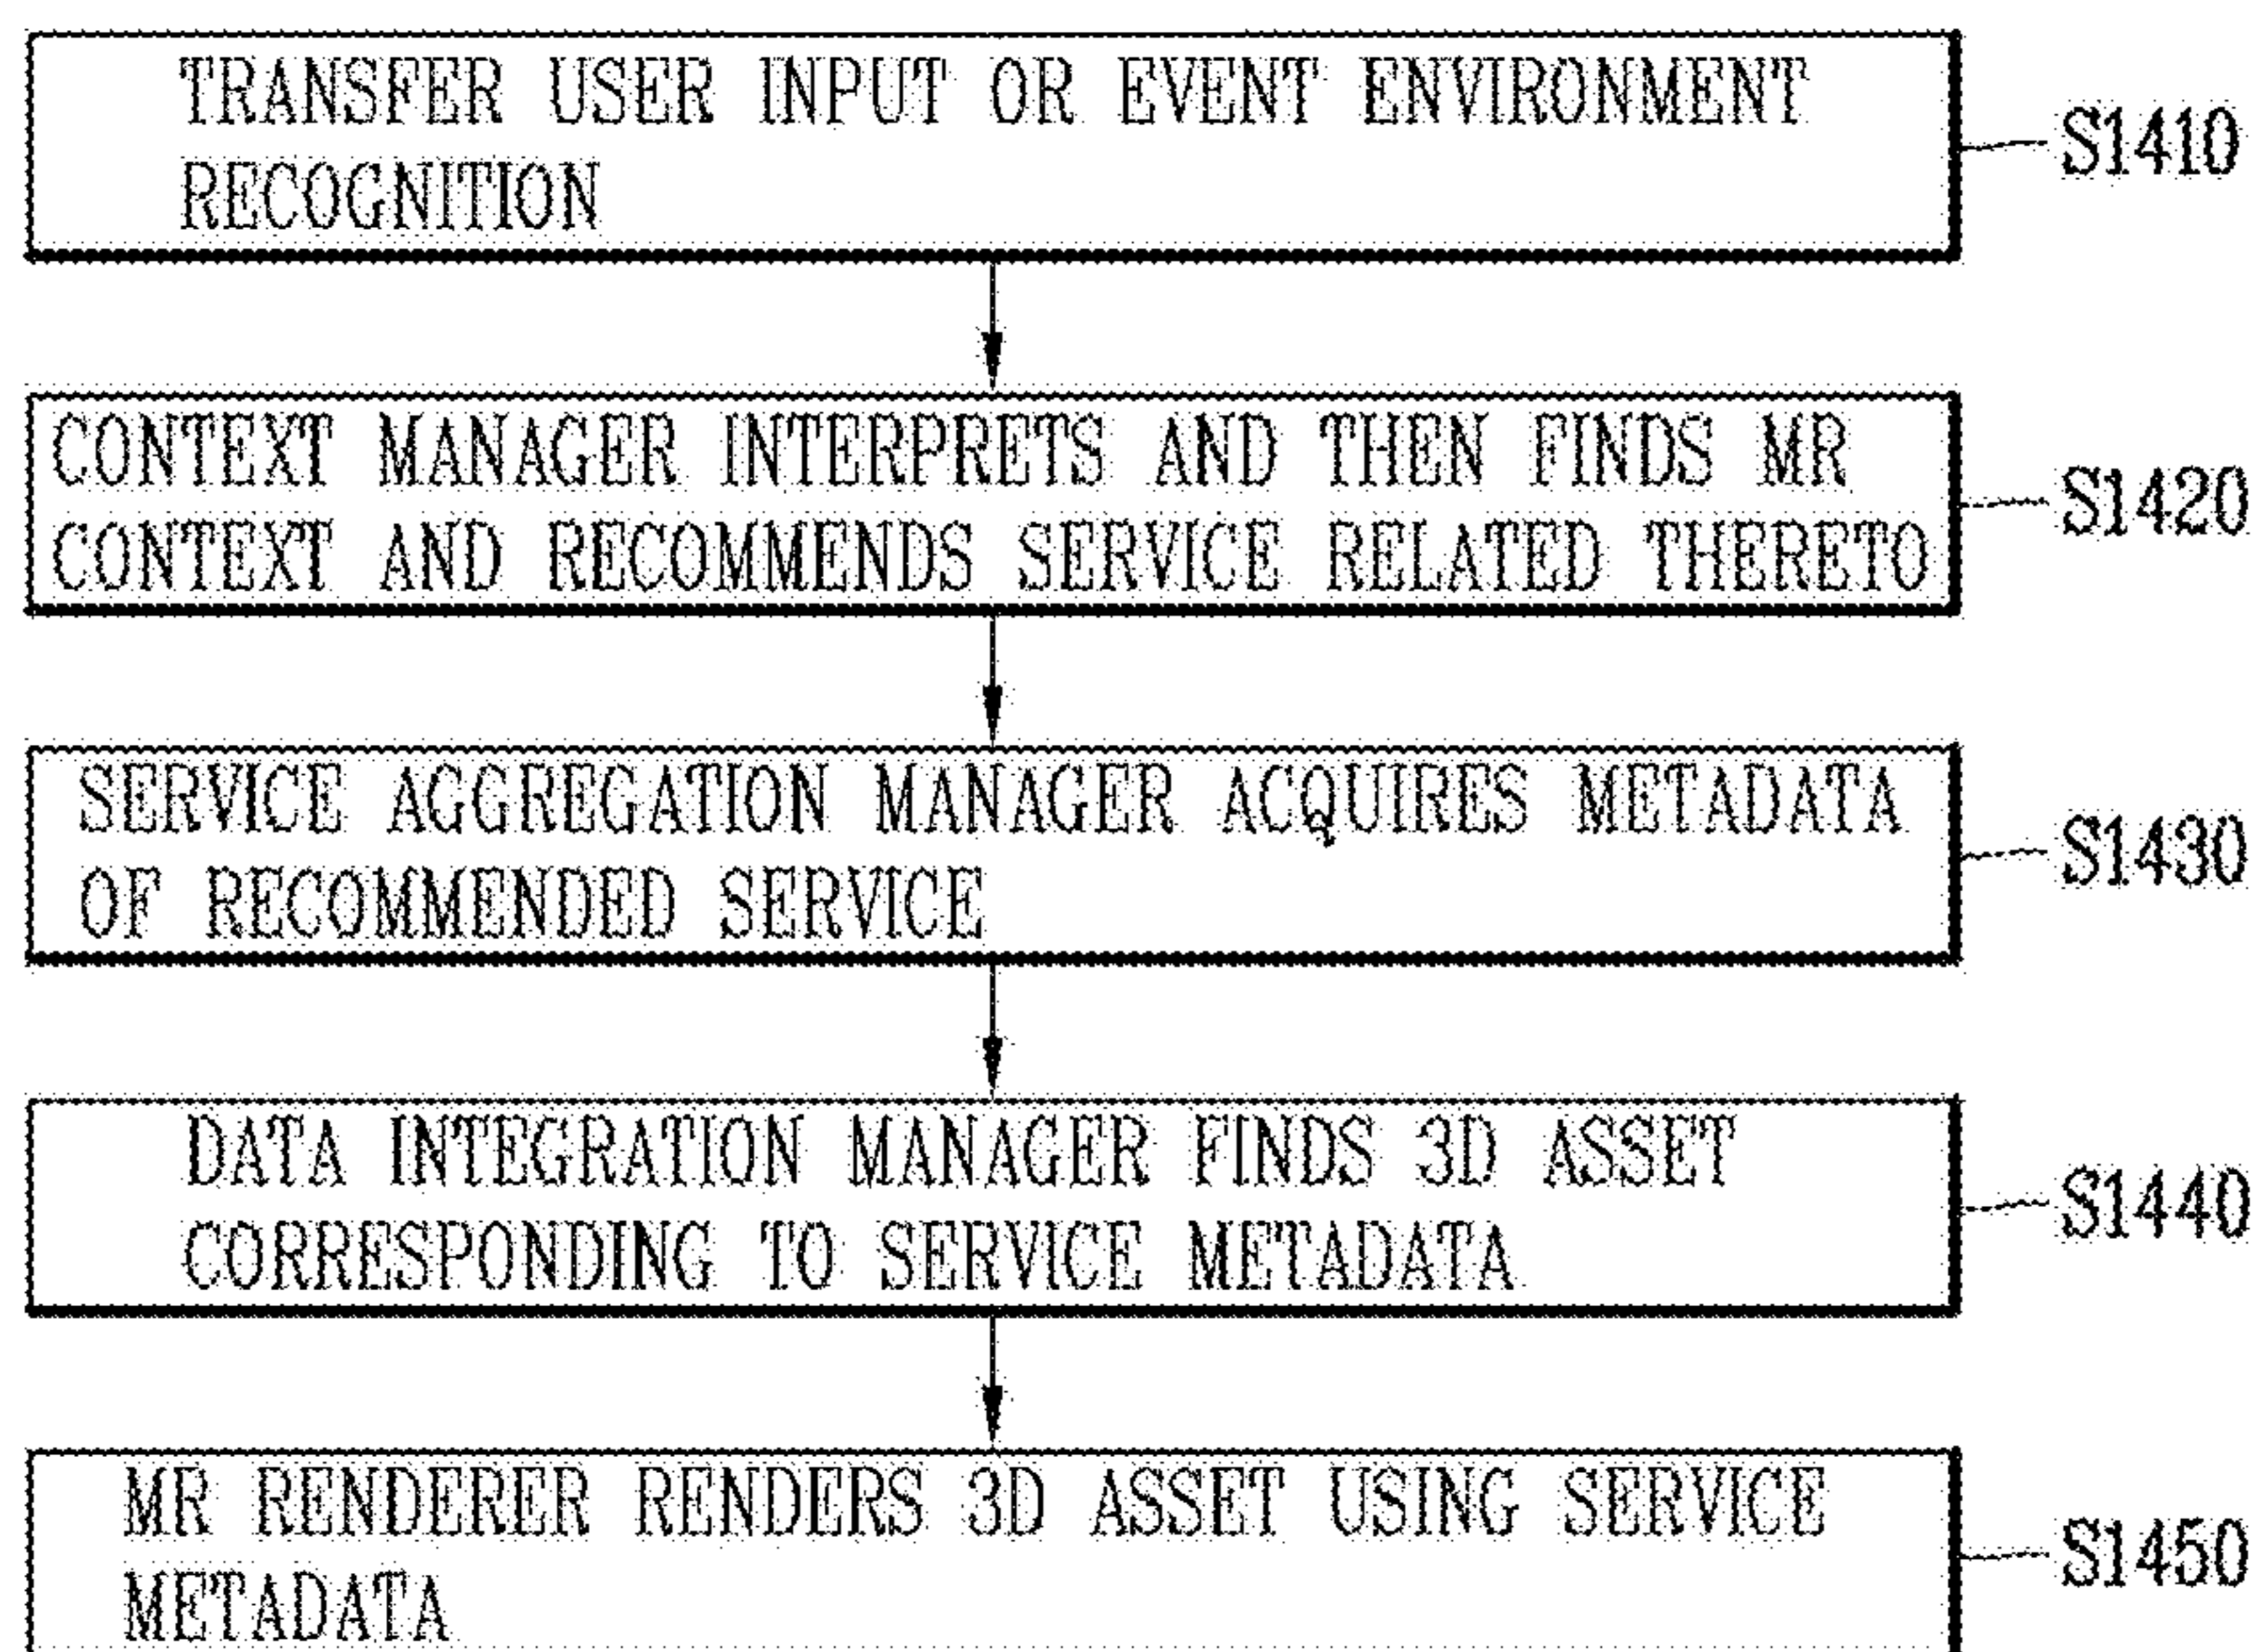 TRANSFER USER INPUT OR EVENT ENVIRONMENT
RECOGNITION
S1410
CONTEXT MANAGER INTERPRETS AND THEN FINDS MR
CONTEXT AND RECOMMENDS SERVICE RELATED THERETO
S1420
SERVICE AGGREGATION MANAGER ACQUIRES METADATA
OF RECOMMENDED SERVICE
S1430
DATA INTEGRATION MANAGER FINDS 3D ASSET
CORRESPONDING TO SERVICE METADATA
S1440
MR RENDERER RENDERS 3D ASSET USING SERVICE
METADATA
S1450